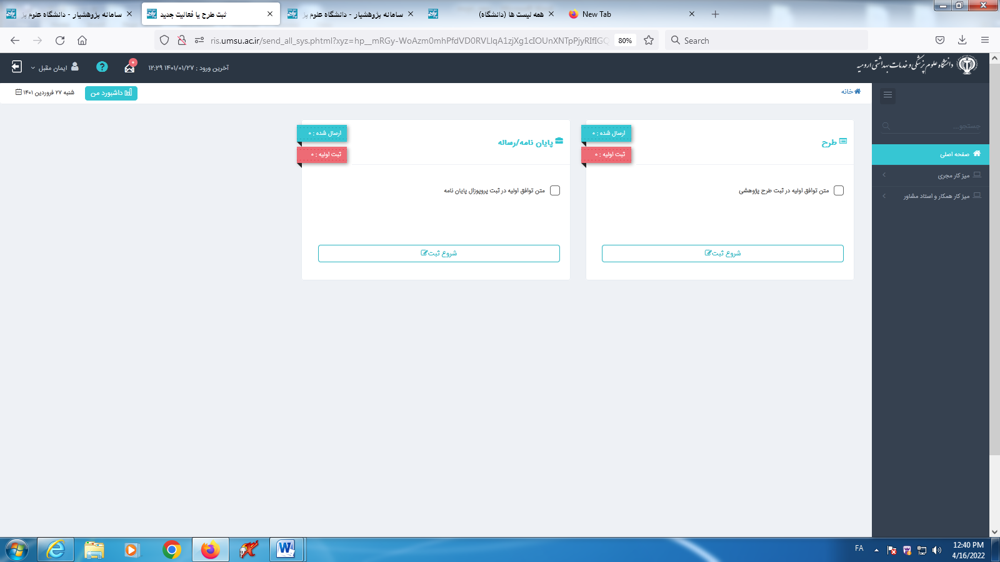 سامانه پژوهشیار - دانشگاه علوم پز
ثبت طرح یا فعالیت جدید
سامانه پژوهشیار - دانشگاه علوم پز
همه لیست ها (دانشگاه)
New Tab
ris.umsu.ac.ir/send_all_sys.phtml?xyz=hp__mRGy-WoAzm0mhPfdVD0RVLlqA1zjXg1cIOUnXNTpPjyRIfIGQ
80%
Search
دانشگاه علوم پزشکی و خدمات بهداشتی ارومیه
آخرین ورود : ۱۴۰۱/۰۱/۲۷ ۱۲:۲۹
ایمان مقبل
خانه
داشبورد من
شنبه ۲۷ فروردین ۱۴۰۱
جستجو...
صفحه اصلی
میز کار مجری
میز کار همکار و استاد مشاور
طرح
ارسال شده : ۰
ثبت اولیه : ۰
متن توافق اولیه در ثبت طرح پژوهشی
شروع ثبت
پایان نامه/رساله
ارسال شده : ۰
ثبت اولیه : ۰
متن توافق اولیه در ثبت پروپوزال پایان نامه
شروع ثبت
FA
12:40 PM
4/16/2022